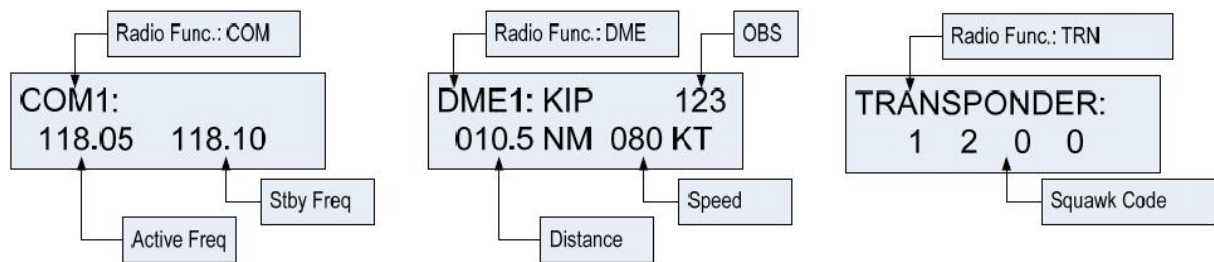 Radio Func.: COM
COM1:
118.05 118.10
Stby Freq
Active Freq
Radio Func.: DME
OBS
DME1: KIP 123
010.5 NM 080 KT
Speed
Distance
Radio Func.: TRN
TRANSPONDER:
1 2 0 0
Squawk Code